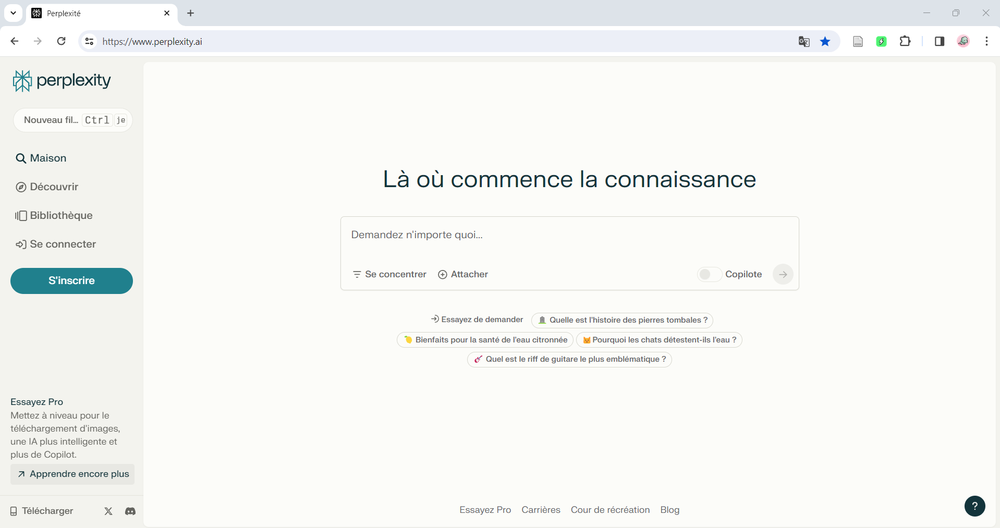 Perplexité
https://www.perplexity.ai
perplexity
Nouveau fil... Ctrl je
Maison
Découvrir
Bibliothèque
Se connecter
S'inscrire
Là où commence la connaissance
Demandez n'importe quoi...
Se concentrer Attacher Copilote
Essayez de demander Quelle est l'histoire des pierres tombales ?
Bienfaits pour la santé de l'eau citronnée Pourquoi les chats détestent-ils l'eau ?
Quel est le riff de guitare le plus emblématique ?
Essayez Pro
Mettez à niveau pour le
téléchargement d'images,
une IA plus intelligente et
plus de Copilot.
Apprendre encore plus
Télécharger
Essayez Pro Carrières Cour de récréation Blog
?